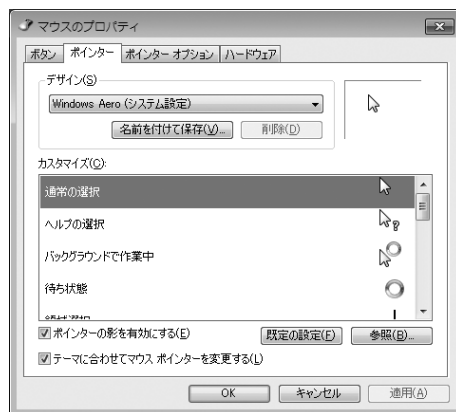 マウスのプロパティ
ボタン ポインター ポインター オプション ハードウェア
デザイン(S)
Windows Aero (システム設定)
名前を付けて保存(V)... 削除(D)
カスタマイズ(C):
通常の選択
ヘルプの選択
バックグラウンドで作業中
待ち状態
領域選択
ポインターの影を有効にする(E) 既定の設定(F) 参照(B)...
テーマに合わせてマウス ポインターを変更する(L)
OK キャンセル 適用(A)